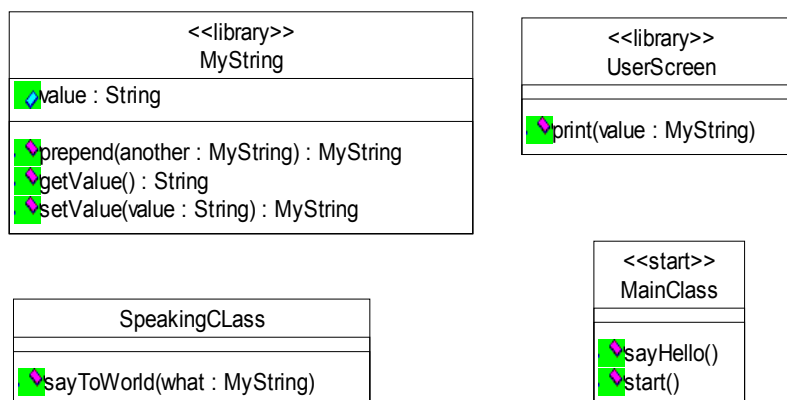 <<library>>
MyString
value : String
prepend(another : MyString) : MyString
getValue() : String
setValue(value : String) : MyString
<<library>>
UserScreen
print(value : MyString)
SpeakingCLass
sayToWorld(what : MyString)
<<start>>
MainClass
sayHello()
start()